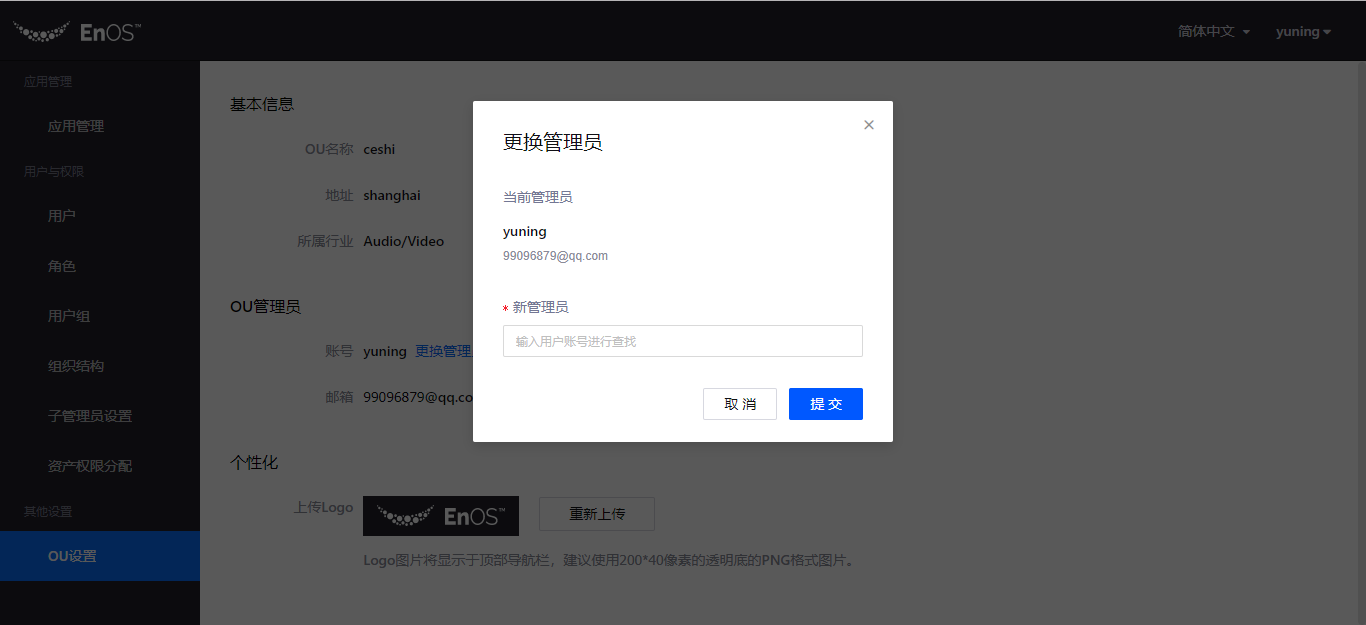 EnOS™
简体中文
yuning
应用管理
应用管理
用户与权限
用户
角色
用户组
组织结构
子管理员设置
资产权限分配
其他设置
OU设置
基本信息
OU名称 ceshi
地址 shanghai
所属行业 Audio/Video
OU管理员
账号 yuning 更换管理
邮箱 99096879@qq.co
个性化
上传Logo
EnOS™
重新上传
Logo图片将显示于顶部导航栏，建议使用200*40像素的透明底的PNG格式图片。
更换管理员
×
当前管理员
yuning
99096879@qq.com
* 新管理员
输入用户账号进行查找
取 消
提 交